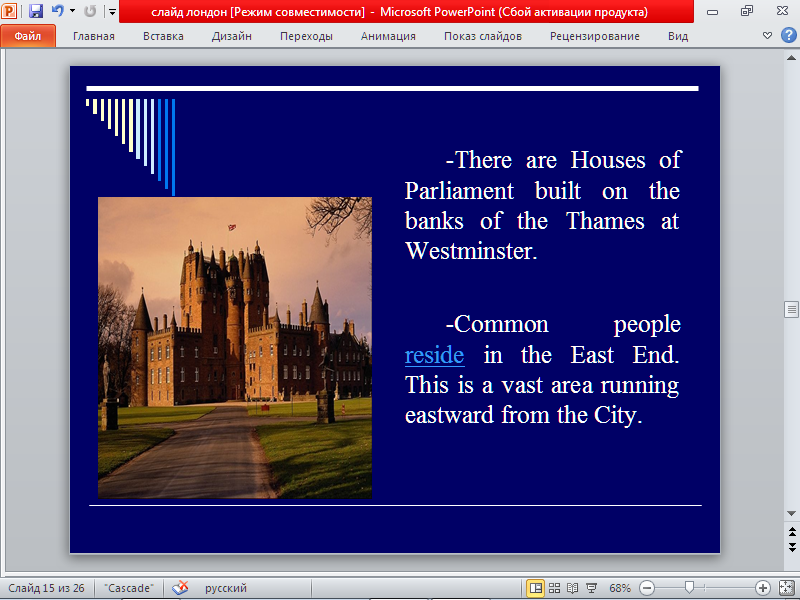 слайд лондон [Режим совместимости] - Microsoft PowerPoint (Сбой активации продукта)
Файл Главная Вставка Дизайн Переходы Анимация Показ слайдов Рецензирование Вид
-There are Houses of
Parliament built on the
banks of the Thames at
Westminster.
-Common people
reside in the East End.
This is a vast area running
eastward from the City.
Слайд 15 из 26 "Cascade" русский 68%